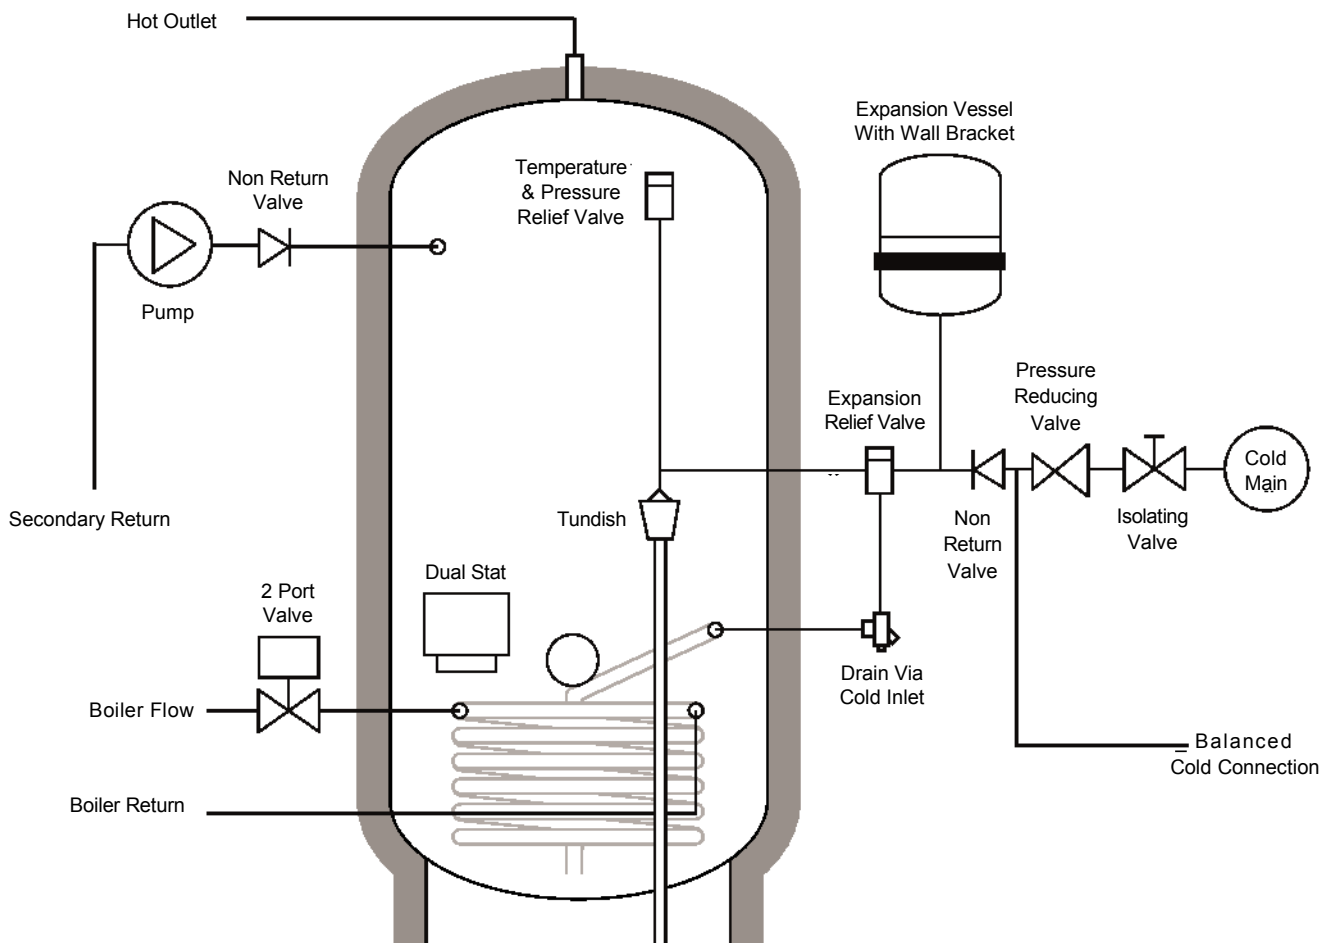 Hot Outlet
Expansion Vessel
With Wall Bracket
Temperature
& Pressure
Relief Valve
Non Return
Valve
Pump
Pressure
Reducing
Valve
Expansion
Relief Valve
Cold
Main
Secondary Return
Tundish
Non
Return
Valve
Isolating
Valve
Dual Stat
2 Port
Valve
Drain Via
Cold Inlet
Boiler Flow
Balanced
Cold Connection
Boiler Return